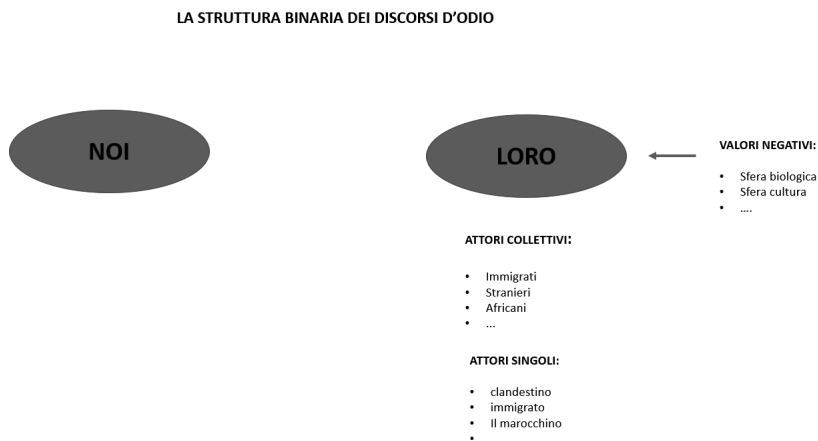 LA STRUTTURA BINARIA DEI DISCORSI D'ODIO
NOI
LORO
VALORI NEGATIVI:
• Sfera biologica
• Sfera cultura
• ….
ATTORI COLLETTIVI:
• Immigrati
• Stranieri
• Africani
• ...
ATTORI SINGOLI:
• clandestino
• immigrato
• Il marocchino
•